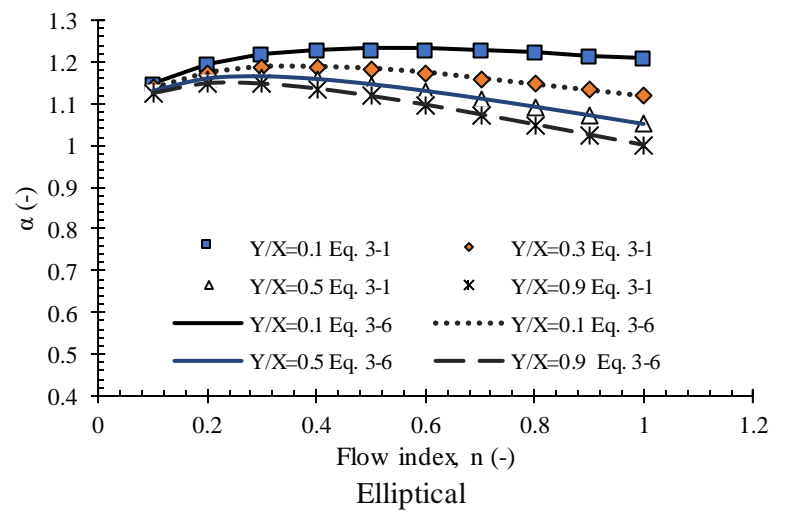 1.3
1.2
1.1
1
0.9
0.8
0.7
0.6
0.5
0.4
α (-)
Y/X=0.1 Eq. 3-1 Y/X=0.3 Eq. 3-1
Y/X=0.5 Eq. 3-1 Y/X=0.9 Eq. 3-1
Y/X=0.1 Eq. 3-6 Y/X=0.1 Eq. 3-6
Y/X=0.5 Eq. 3-6 Y/X=0.9 Eq. 3-6
0 0.2 0.4 0.6 0.8 1 1.2
Flow index, n (-)
Elliptical